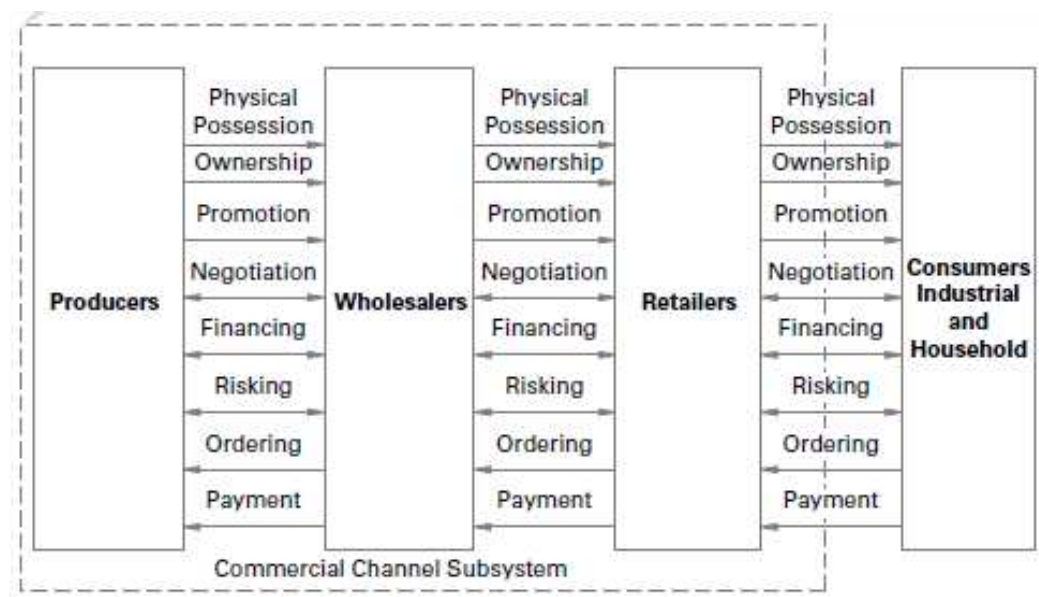 Physical
Possession
Physical
Possession
Physical
Possession
Ownership
Ownership
Ownership
Promotion
Promotion
Promotion
Negotiation
Negotiation
Negotiation
Producers
Wholesalers
Retailers
Consumers
Industrial
and
Household
Financing
Financing
Financing
Risking
Risking
Risking
Ordering
Ordering
Ordering
Payment
Payment
Payment
Commercial Channel Subsystem